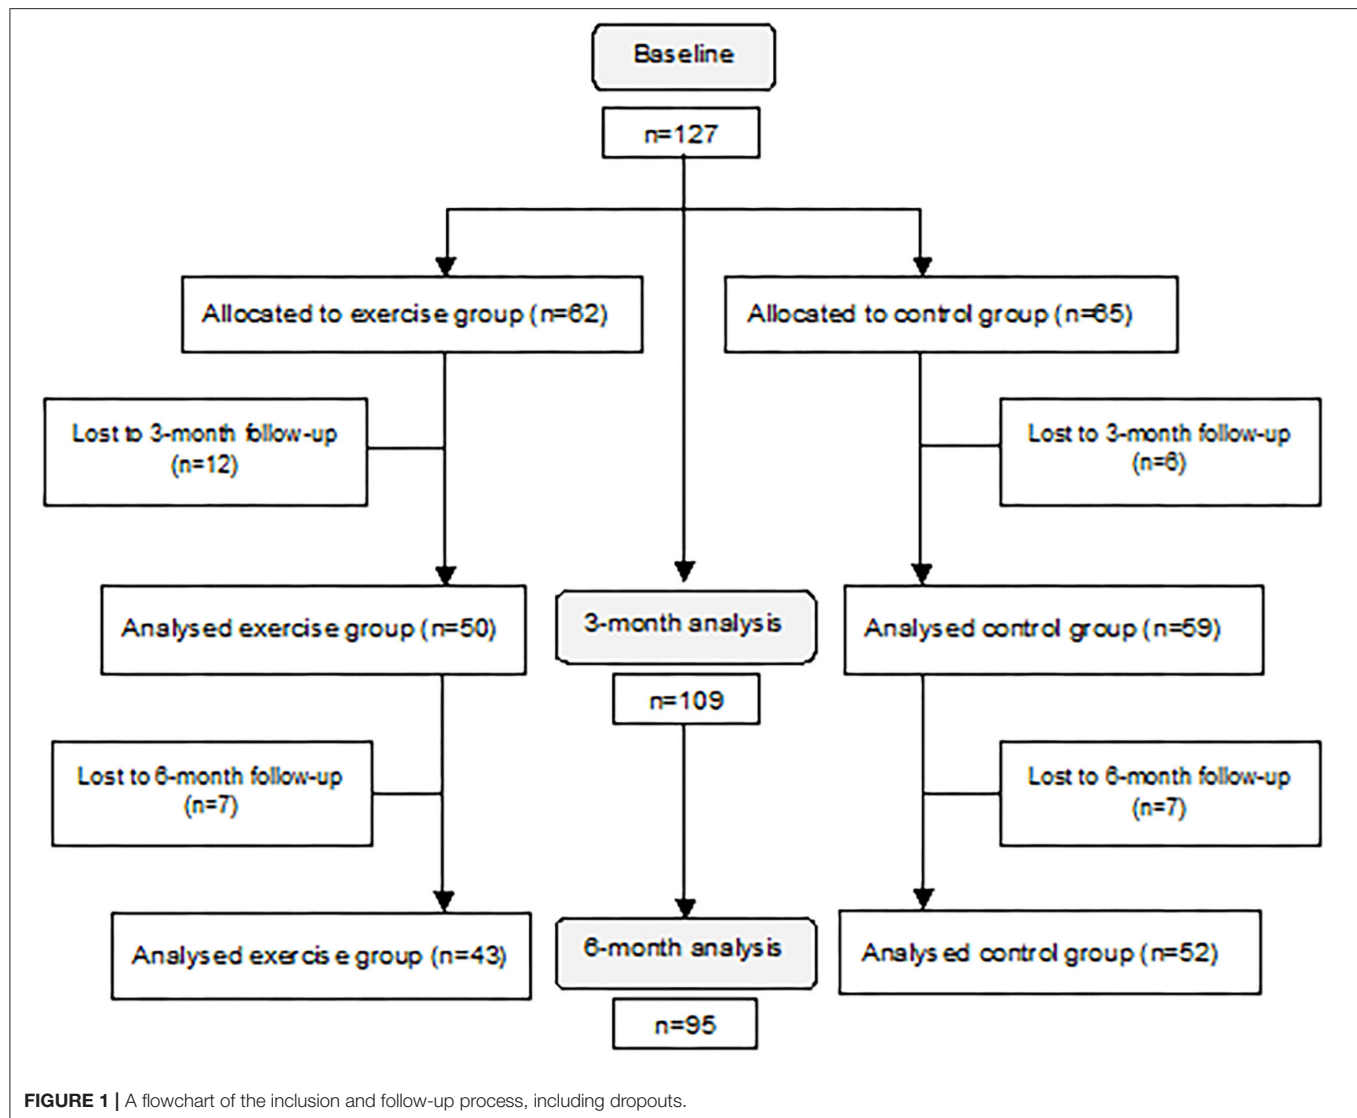 Baseline
n=127
Allocated to exercise group (n=62)
Allocated to control group (n=65)
Lost to 3-month follow-up
(n=12)
Lost to 3-month follow-up
(n=6)
Analysed exercise group (n=50)
3-month analysis
Analysed control group (n=59)
n=109
Lost to 6-month follow-up
(n=7)
Lost to 6-month follow-up
(n=7)
Analysed exercise group (n=43)
6-month analysis
Analysed control group (n=52)
n=95
FIGURE 1 | A flowchart of the inclusion and follow-up process, including dropouts.